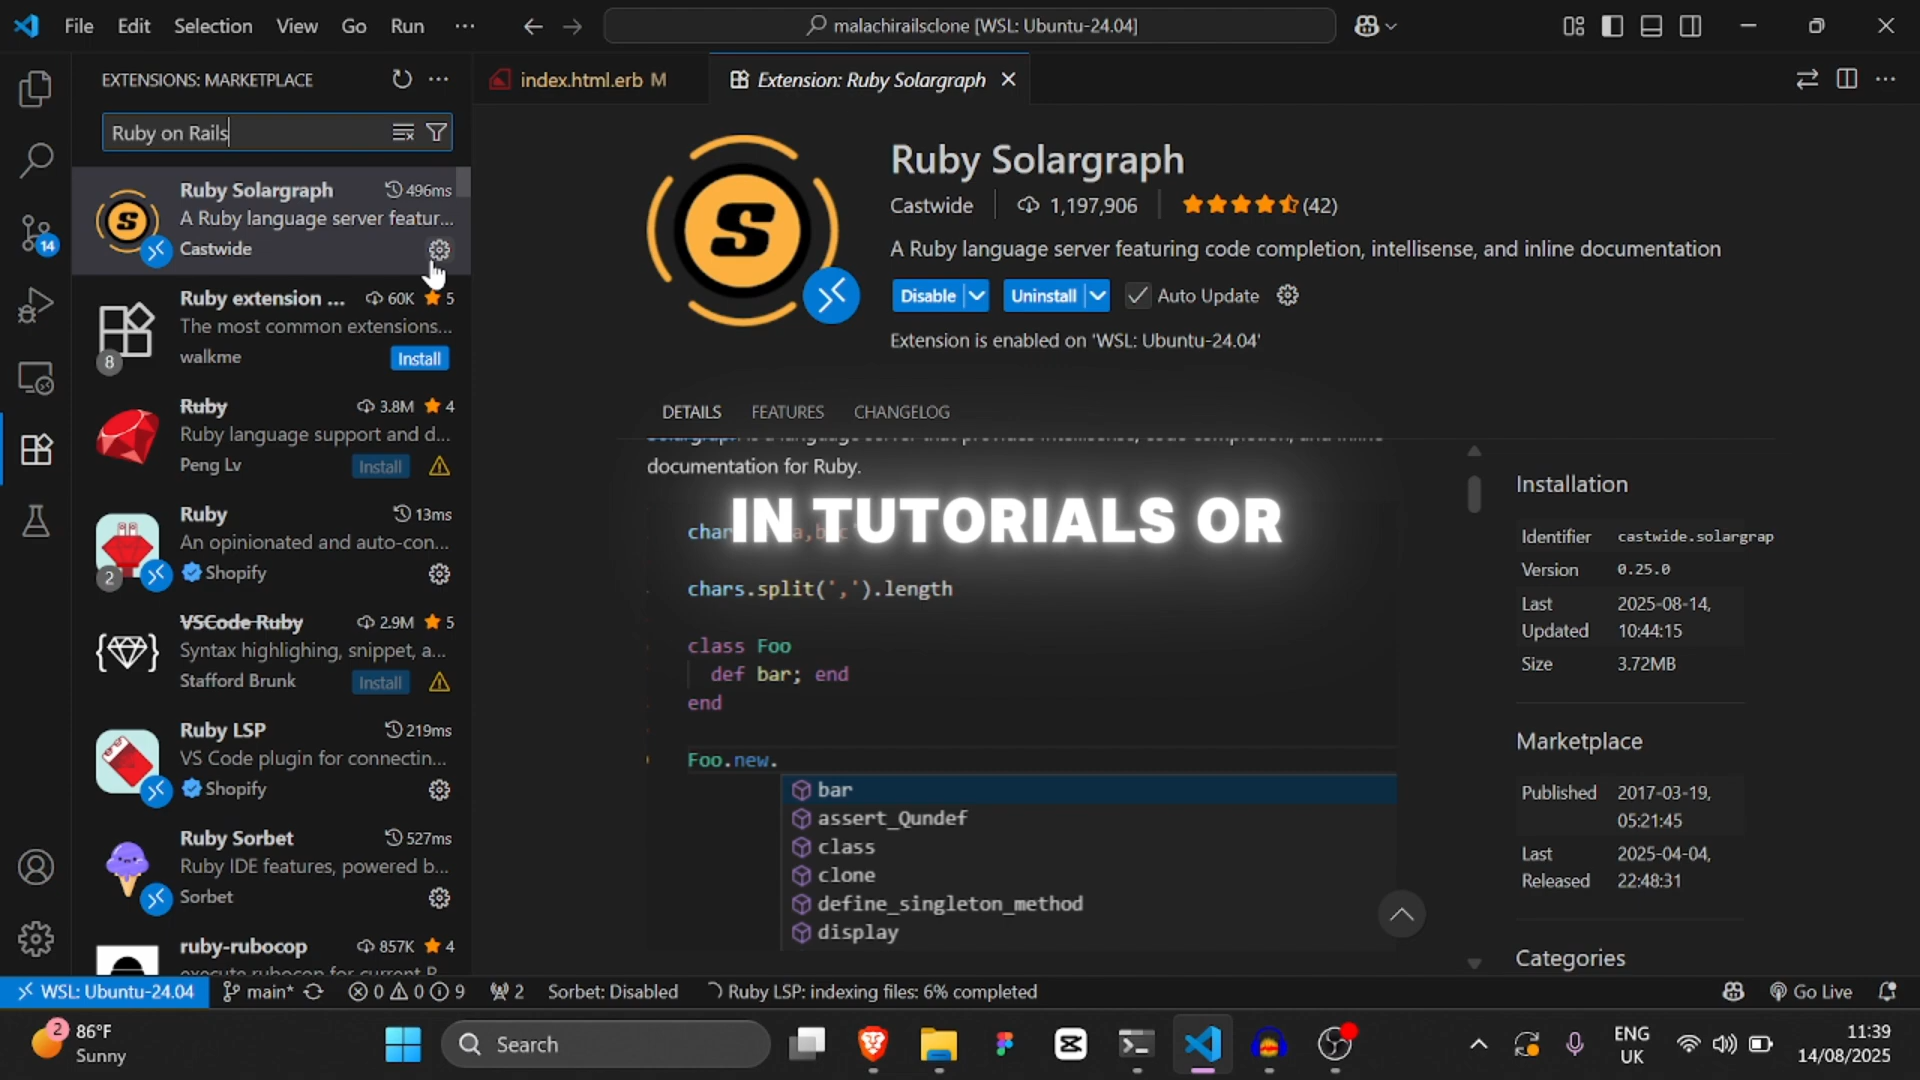 File Edit Selection View Go Run ···
malachirailsclone [WSL: Ubuntu-24.04]
EXTENSIONS: MARKETPLACE
Ruby on Rails
Ruby Solargraph 496ms
A Ruby language server featur...
Castwide
Ruby extension ... 60K 5
The most common extensions...
walkme Install
8
Ruby 3.8M 4
Ruby language support and d...
Peng Lv Install
Ruby 13ms
An opinionated and auto-con...
Shopify
2
VSCode Ruby 2.9M 5
Syntax highlighing, snippet, a...
Stafford Brunk Install
Ruby LSP 219ms
VS Code plugin for connectin...
Shopify
Ruby Sorbet 527ms
Ruby IDE features, powered b...
Sorbet
ruby-rubocop 857K 4
14
index.html.erb M
Extension: Ruby Solargraph
S
Ruby Solargraph
Castwide 1,197,906 (42)
A Ruby language server featuring code completion, intellisense, and inline documentation
Disable Uninstall Auto Update
Extension is enabled on 'WSL: Ubuntu-24.04'
DETAILS FEATURES CHANGELOG
documentation for Ruby.
IN TUTORIALS OR
chars.split(',').length
class Foo
def bar; end
end
Foo.new.
bar
assert_Qundef
class
clone
define_singleton_method
display
Installation
Identifier castwide.solargrap
Version 0.25.0
Last Updated 2025-08-14, 10:44:15
Size 3.72MB
Marketplace
Published 2017-03-19, 05:21:45
Last Released 2025-04-04, 22:48:31
Categories
WSL: Ubuntu-24.04 main* 0 0 9 2 Sorbet: Disabled Ruby LSP: indexing files: 6% completed Go Live
2 86°F
Sunny
Search
ENG
UK
11:39
14/08/2025